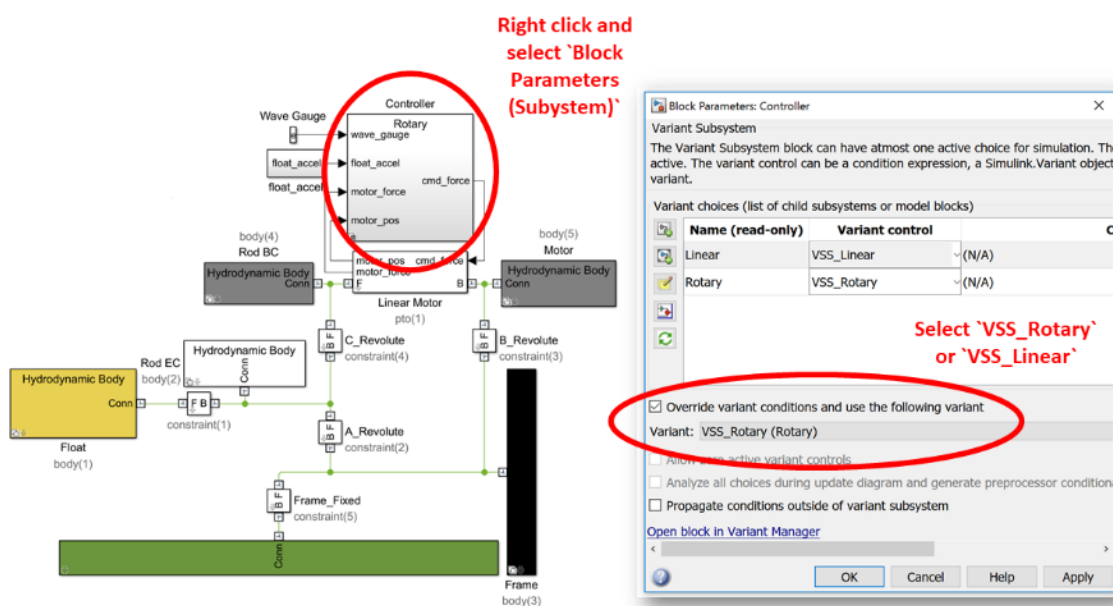 Right click and
select `Block
Parameters
(Subystem)`
Controller
Wave Gauge
Rotary
wave_gauge
float_accel
float_accel
float_accel
cmd_force
motor_force
motor_pos
body(4)
Rod BC
body(5)
Motor
motor_pos cmd_force
motor_force
Hydrodynamic Body
Conn
F
B
Hydrodynamic Body
Conn
Linear Motor
pto(1)
B F
C_Revolute
constraint(4)
B F
B_Revolute
constraint(3)
Rod EC
body(2)
Hydrodynamic Body
Conn
Hydrodynamic Body
Conn
F B
constraint(1)
Float
body(1)
B F
A_Revolute
constraint(2)
B F
Frame_Fixed
constraint(5)
Conn
Frame
body(3)
Block Parameters: Controller
Variant Subsystem
The Variant Subsystem block can have atmost one active choice for simulation. The
active. The variant control can be a condition expression, a Simulink.Variant object
variant.
Variant choices (list of child subsystems or model blocks)
Name (read-only) Variant control C
Linear VSS_Linear (N/A)
Rotary VSS_Rotary (N/A)
Select `VSS_Rotary`
or `VSS_Linear`
Override variant conditions and use the following variant
Variant: VSS_Rotary (Rotary)
Allow zero active variant controls
Analyze all choices during update diagram and generate preprocessor conditiona
Propagate conditions outside of variant subsystem
Open block in Variant Manager
OK Cancel Help Apply